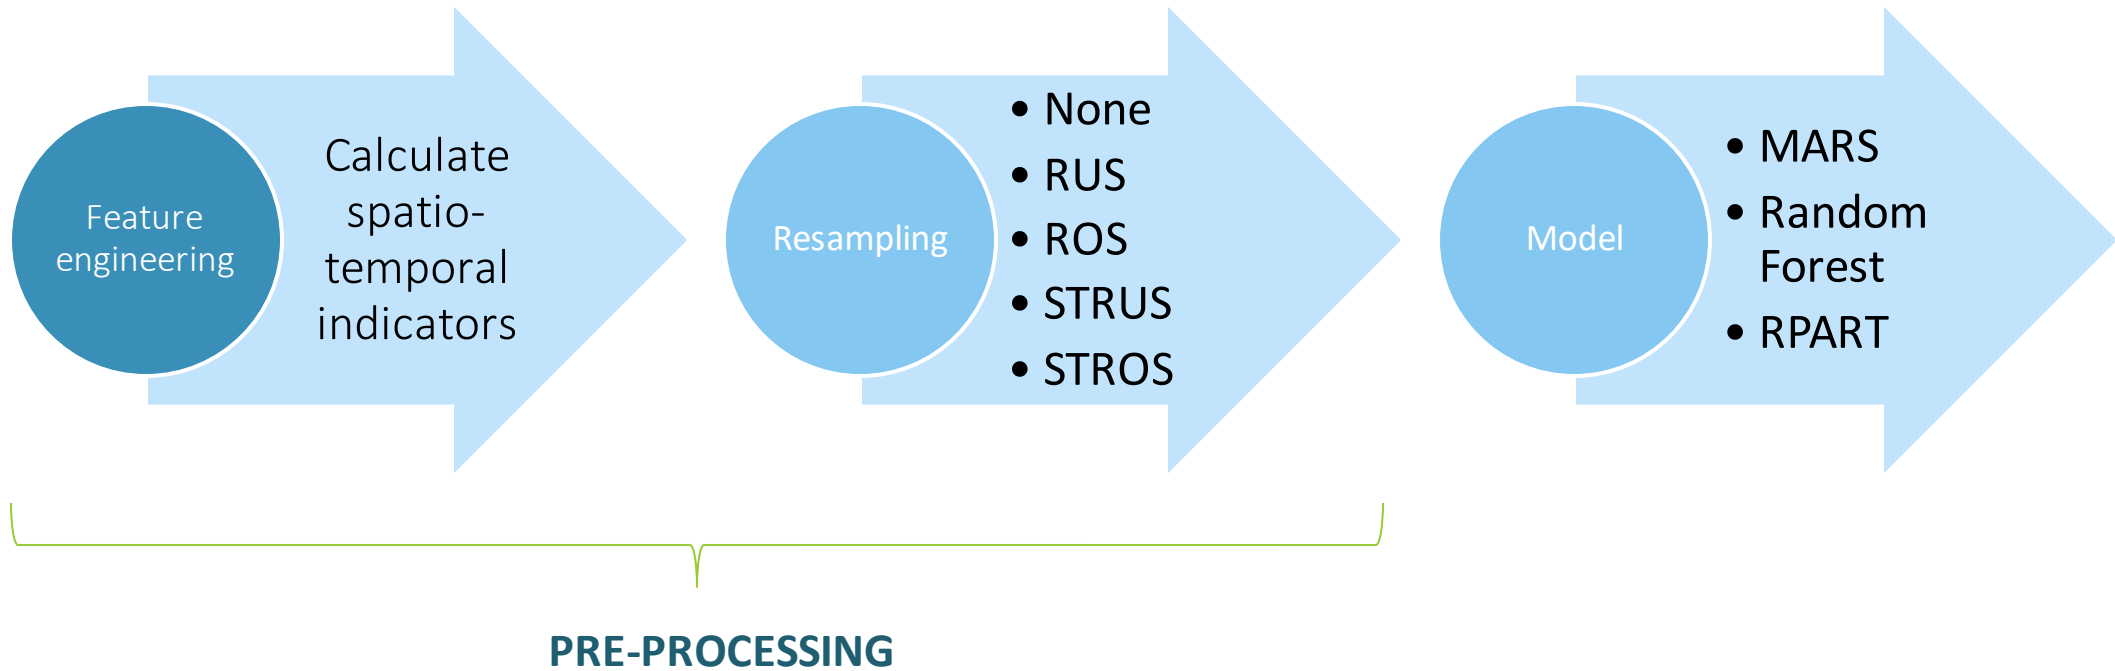 Feature
engineering
Calculate
spatio-
temporal
indicators
Resampling
• None
• RUS
• ROS
• STRUS
• STROS
Model
• MARS
• Random
Forest
• RPART
PRE-PROCESSING